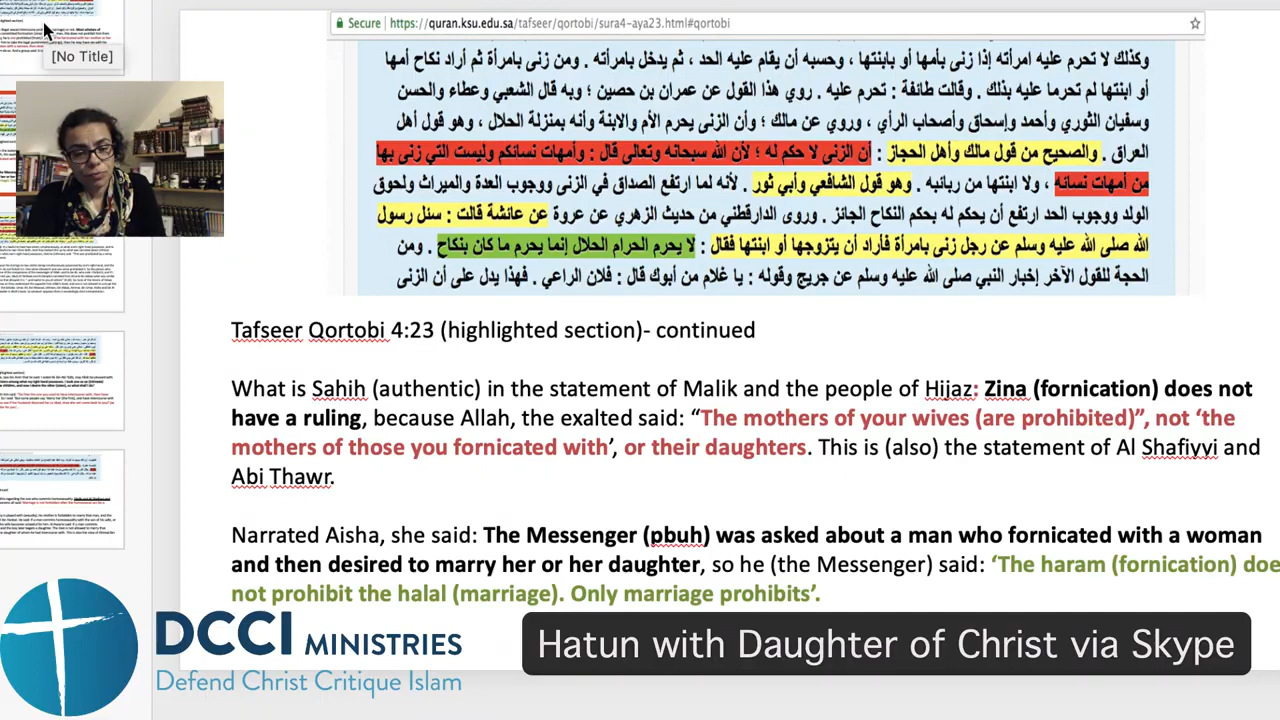 [No Title]
Secure
https://quran.ksu.edu.sa/tafseer/qortobi/sura4-aya23.html#qortobi
وكذلك لا تحرم عليه امرأته إذا زنى بأمها أو بابنتها ، وحسبه أن يقام عليه الحد ، ثم يدخل بامرأته . ومن زنى بامرأة ثم أراد نكاح أمها
أو ابنتها لم تحرما عليه بذلك . وقالت طائفة : تحرم عليه . روي هذا القول عن عمران بن حصين ؛ وبه قال الشعبي وعطاء والحسن
وسفيان الثوري وأحمد وإسحاق وأصحاب الرأي ، وروي عن مالك ؛ وأن الزنى يحرم الأم والابنة وأنه بمنزلة الحلال ، وهو قول أهل
العراق . والصحيح من قول مالك وأهل الحجاز : أن الزنى لا حكم له ؛ لأن الله سبحانه وتعالى قال : وأمهات نسائكم وليست التي زنى بها
من أمهات نسائه ، ولا ابنتها من ربائبه . وهو قول الشافعي وأبي ثور . لأنه لما ارتفع الصداق في الزنى ووجوب العدة والميراث ولحوق
الولد ووجوب الحد ارتفع أن يحكم له بحكم النكاح الجائز . وروى الدارقطني من حديث الزهري عن عروة عن عائشة قالت : سئل رسول
الله صلى الله عليه وسلم عن رجل زنى بامرأة فأراد أن يتزوجها أو ابنتها فقال : لا يحرم الحرام الحلال إنما يحرم ما كان بنكاح . ومن
الحجة للقول الآخر إخبار النبي صلى الله عليه وسلم عن جريج وقوله : يا غلام من أبوك قال : فلان الراعي . فهذا يدل على أن الزنى
Tafseer Qortobi 4:23 (highlighted section)- continued
What is Sahih (authentic) in the statement of Malik and the people of Hijaz: Zina (fornication) does not
have a ruling, because Allah, the exalted said: “The mothers of your wives (are prohibited)”, not ‘the
mothers of those you fornicated with’, or their daughters. This is (also) the statement of Al Shafiyyi and
Abi Thawr.
Narrated Aisha, she said: The Messenger (pbuh) was asked about a man who fornicated with a woman
and then desired to marry her or her daughter, so he (the Messenger) said: ‘The haram (fornication) doe
not prohibit the halal (marriage). Only marriage prohibits’.
DCCI MINISTRIES
Defend Christ Critique Islam
Hatun with Daughter of Christ via Skype